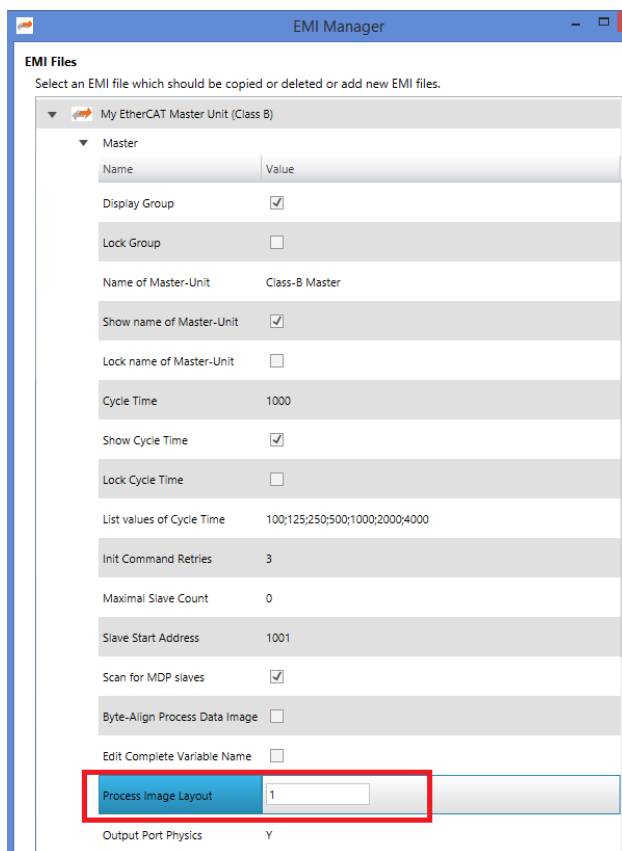 EMI Manager
EMI Files
Select an EMI file which should be copied or deleted or add new EMI files.
My EtherCAT Master Unit (Class B)
Master
Name Value
Display Group
Lock Group
Name of Master-Unit Class-B Master
Show name of Master-Unit
Lock name of Master-Unit
Cycle Time 1000
Show Cycle Time
Lock Cycle Time
List values of Cycle Time 100;125;250;500;1000;2000;4000
Init Command Retries 3
Maximal Slave Count 0
Slave Start Address 1001
Scan for MDP slaves
Byte-Align Process Data Image
Edit Complete Variable Name
Process Image Layout 1
Output Port Physics Y